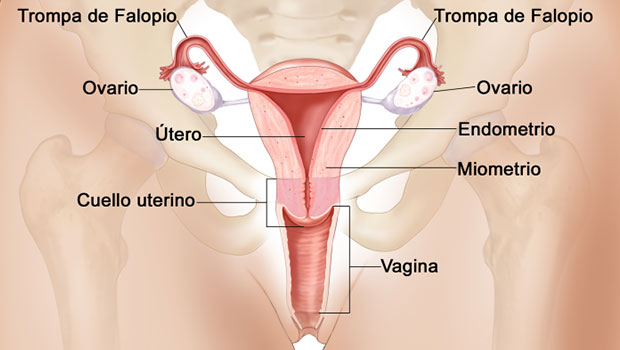 Trompa de Falopio
Trompa de Falopio
Ovario
Ovario
Útero
Endometrio
Miometrio
Cuello uterino
Vagina